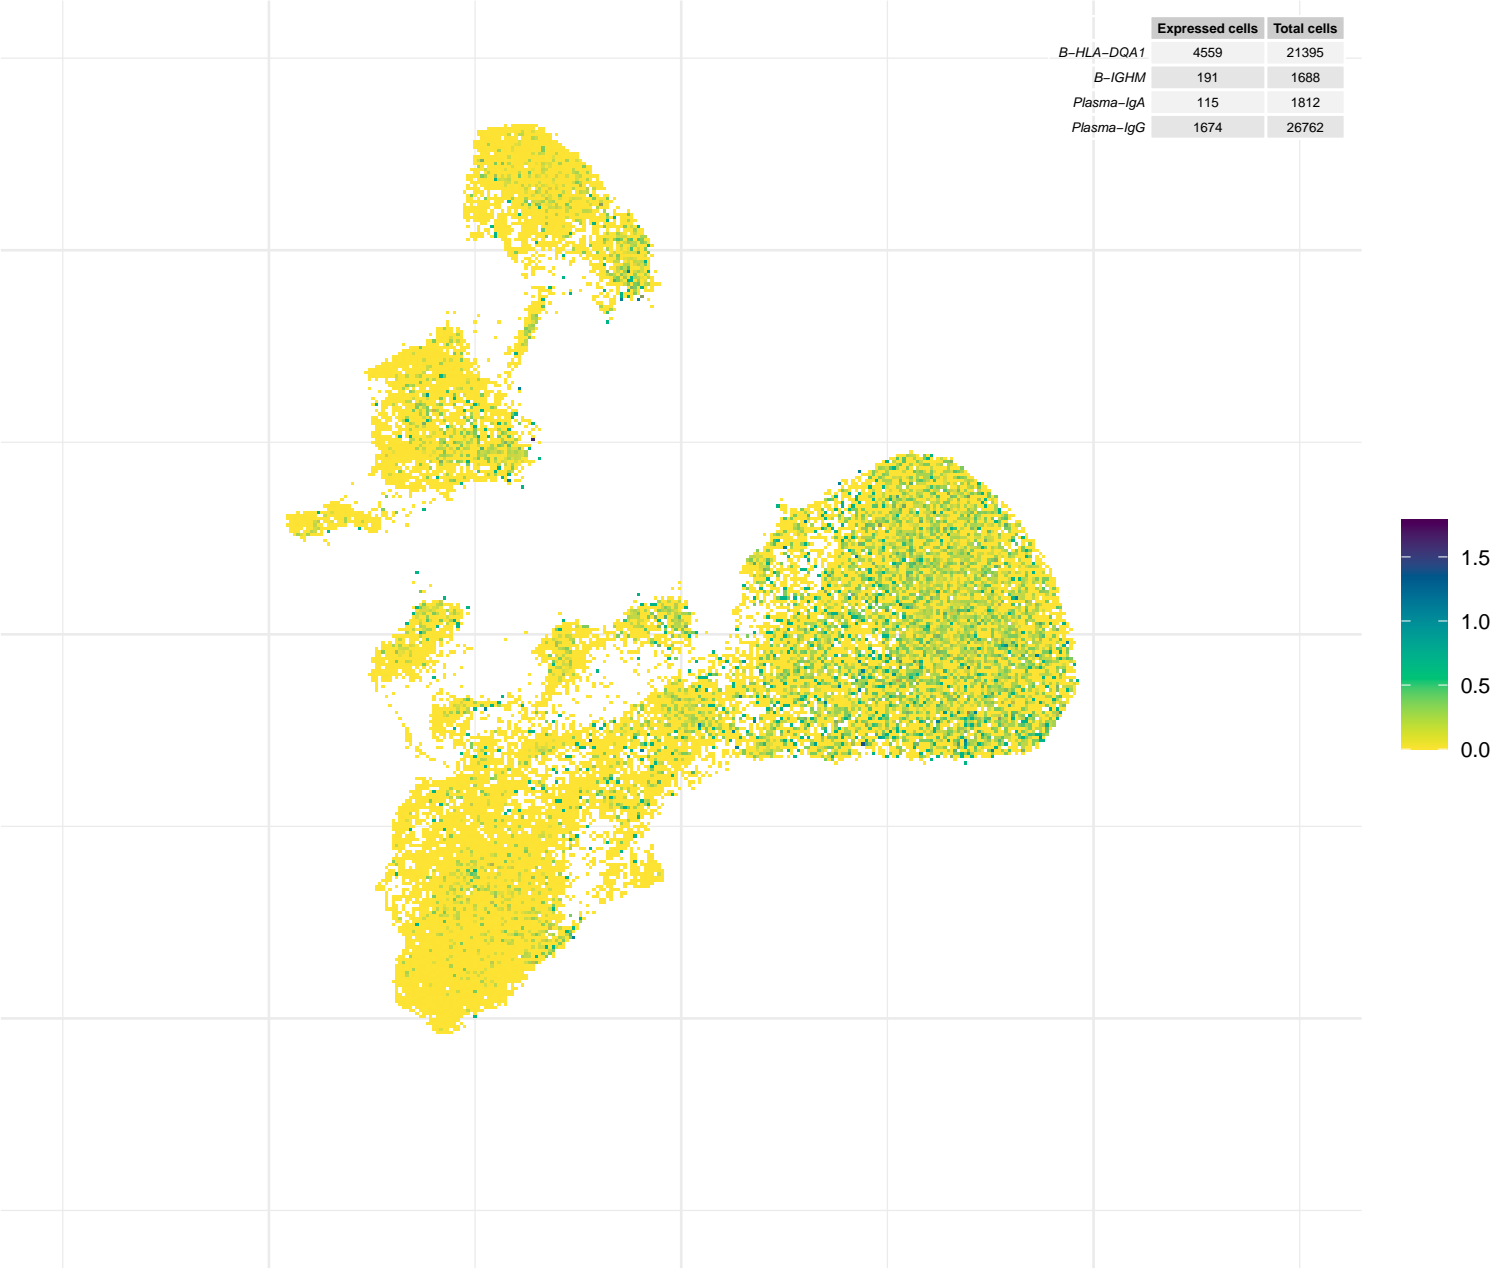 Expressed cells Total cells
B−HLA−DQA1 4559 21395
B−IGHM 191 1688
Plasma−IgA 115 1812
Plasma−IgG 1674 26762
1.5
1.0
0.5
0.0